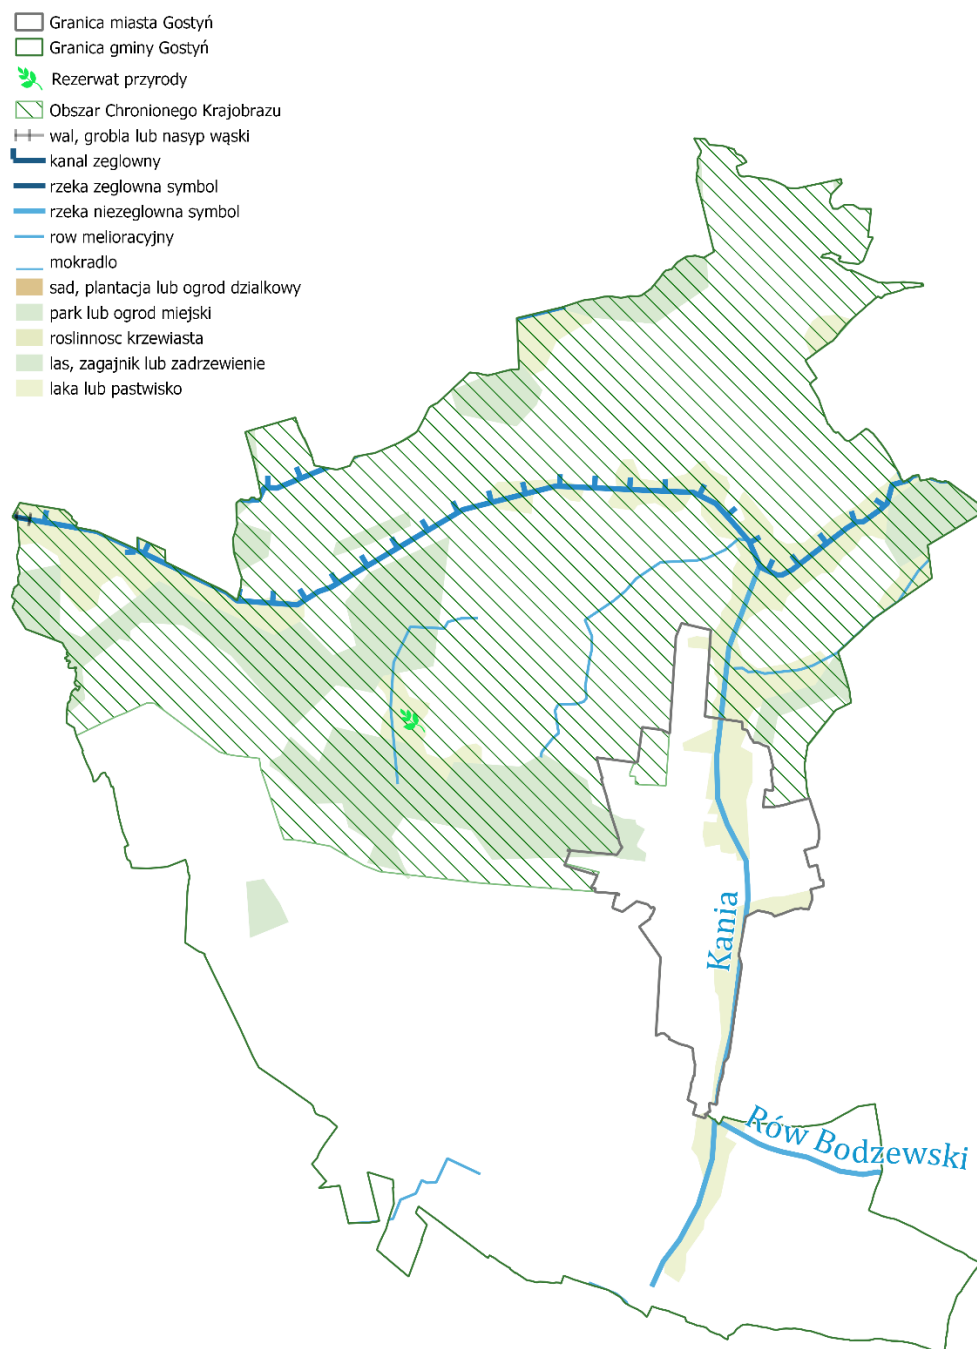 Granica miasta Gostyń
Granica gminy Gostyń
Rezerwat przyrody
Obszar Chronionego Krajobrazu
wal, grobla lub nasyp wąski
kanal zeglowny
rzeka zeglowna symbol
rzeka niezeglowna symbol
row melioracyjny
mokradlo
sad, plantacja lub ogrod dzialkowy
park lub ogrod miejski
roslinnosc krzewiasta
las, zagajnik lub zadrzewienie
laka lub pastwisko
Kania
Rów Bodzewski